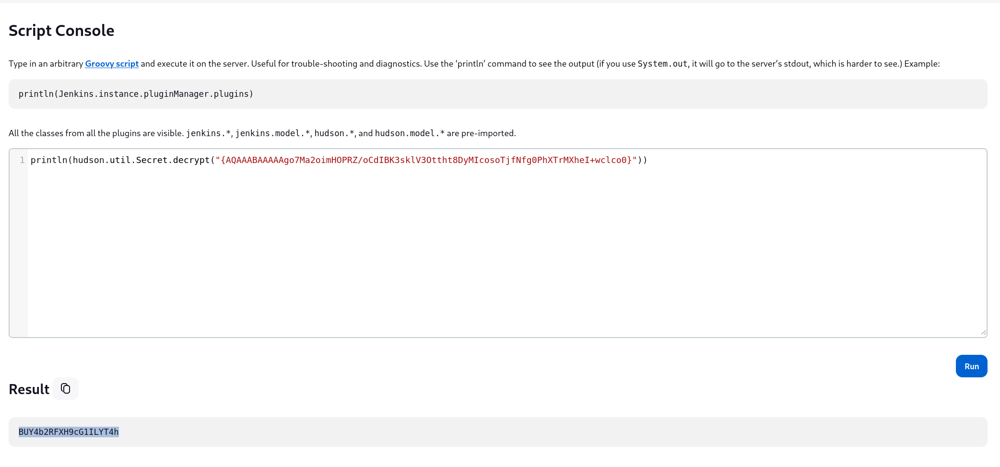 Script Console
Type in an arbitrary Groovy script and execute it on the server. Useful for trouble-shooting and diagnostics. Use the ‘println’ command to see the output (if you use System.out, it will go to the server’s stdout, which is harder to see.) Example:
println(Jenkins.instance.pluginManager.plugins)
All the classes from all the plugins are visible. jenkins.*, jenkins.model.*, hudson.*, and hudson.model.* are pre-imported.
1 println(hudson.util.Secret.decrypt("{AQAAABAAAAAgo7Ma2oimHOPRZ/oCdIBK3sklV3Ottht8DyMIcosoTjfNfg0PhXTrMXheI+wclco0}"))
Run
Result
BUY4b2RFXH9cG1ILYT4h